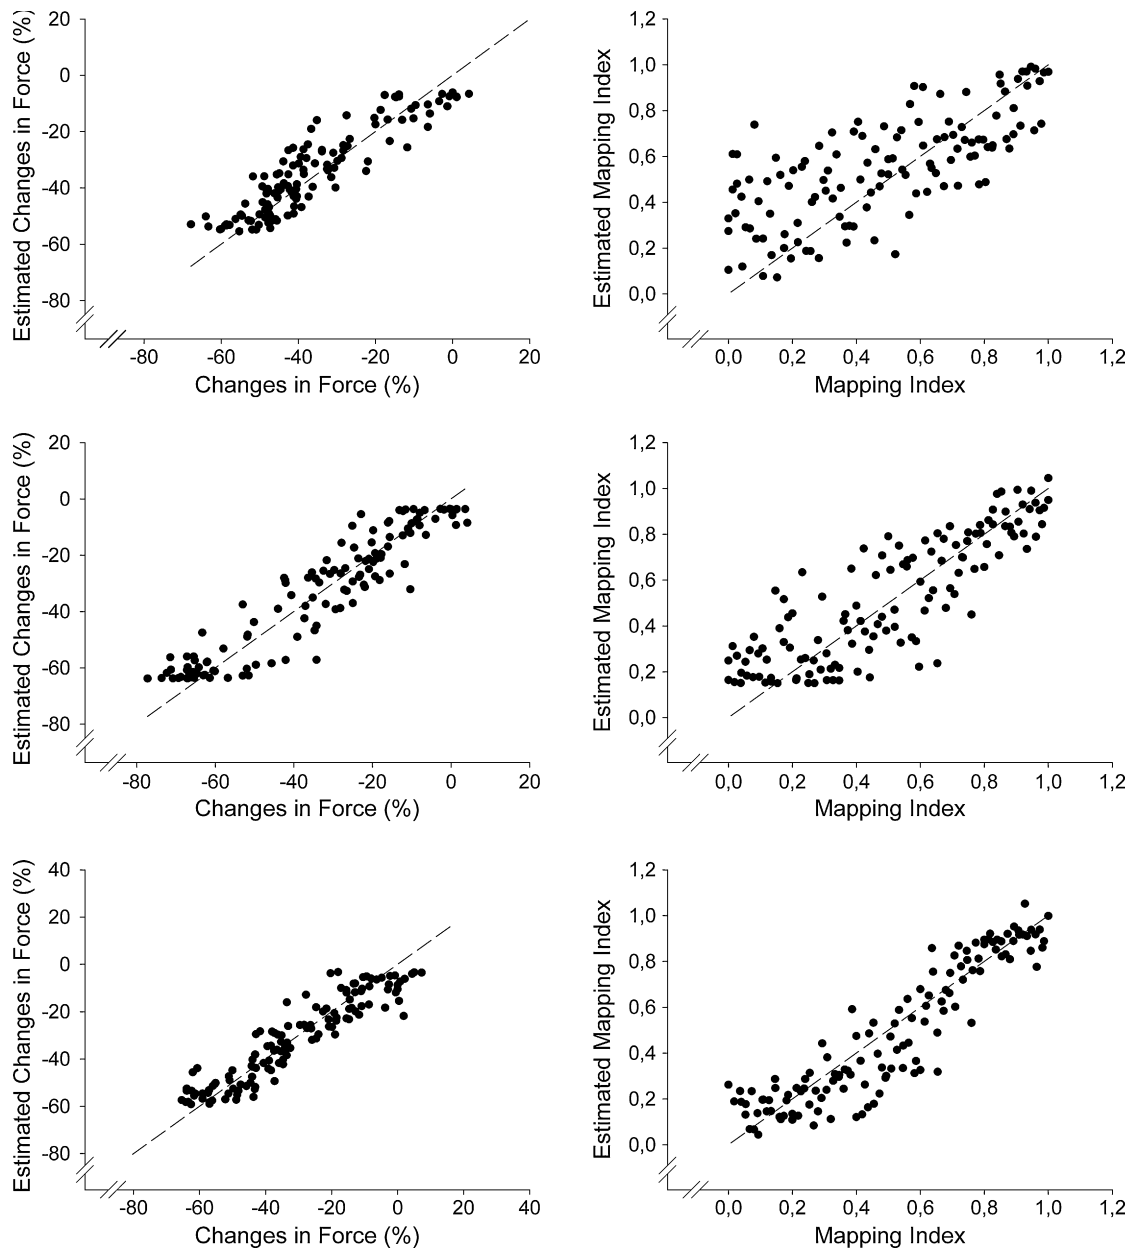 Estimated Changes in Force (%)
20
0
-20
-40
-60
-80
-80 -60 -40 -20 0 20
Changes in Force (%)
Estimated Mapping Index
1,2
1,0
0,8
0,6
0,4
0,2
0,0
0,0 0,2 0,4 0,6 0,8 1,0 1,2
Mapping Index
Estimated Changes in Force (%)
20
0
-20
-40
-60
-80
-80 -60 -40 -20 0 20
Changes in Force (%)
Estimated Mapping Index
1,2
1,0
0,8
0,6
0,4
0,2
0,0
0,0 0,2 0,4 0,6 0,8 1,0 1,2
Mapping Index
Estimated Changes in Force (%)
40
20
0
-20
-40
-60
-80
-80 -60 -40 -20 0 20 40
Changes in Force (%)
Estimated Mapping Index
1,2
1,0
0,8
0,6
0,4
0,2
0,0
0,0 0,2 0,4 0,6 0,8 1,0 1,2
Mapping Index